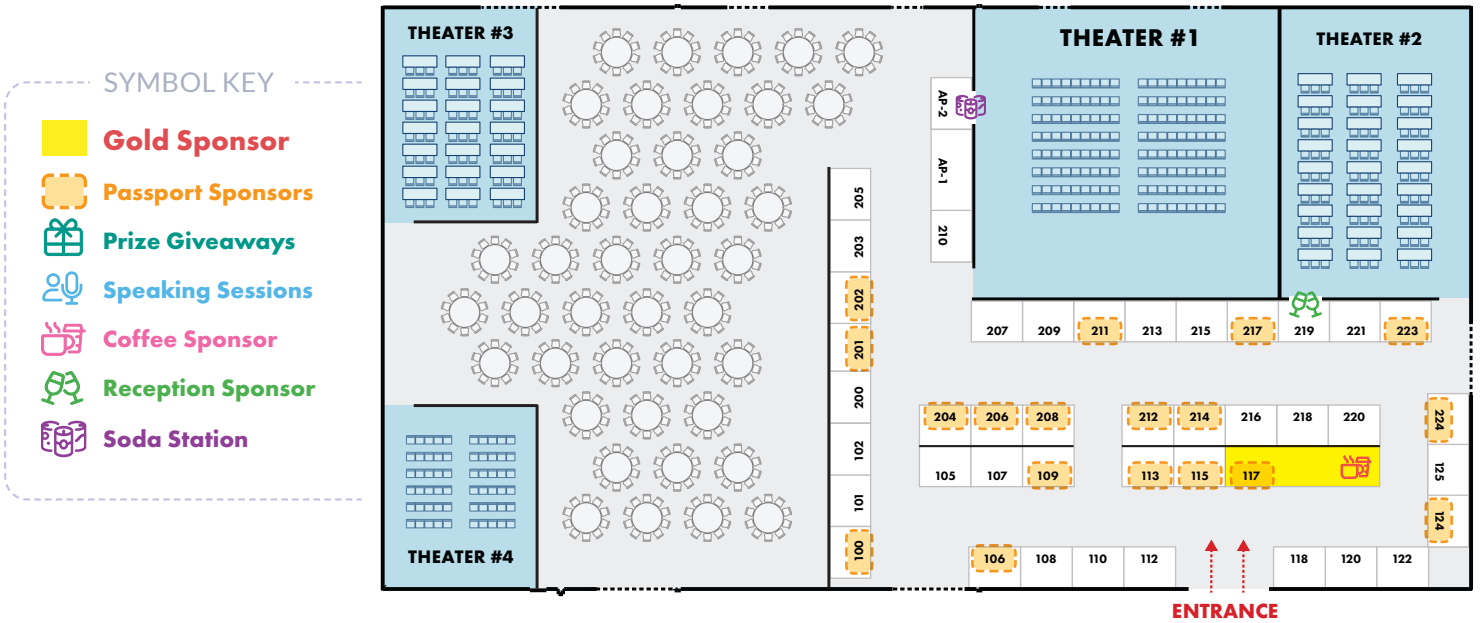 SYMBOL KEY
Gold Sponsor
Passport Sponsors
Prize Giveaways
Speaking Sessions
Coffee Sponsor
Reception Sponsor
Soda Station
THEATER #3
THEATER #1
THEATER #2
AP-2
AP-1
210
205
203
202
201
200
102
101
100
207 209 211 213 215 217 219 221 223
204 206 208 212 214 216 218 220
105 107 109 113 115 117
224
125
124
THEATER #4
106 108 110 112 118 120 122
ENTRANCE